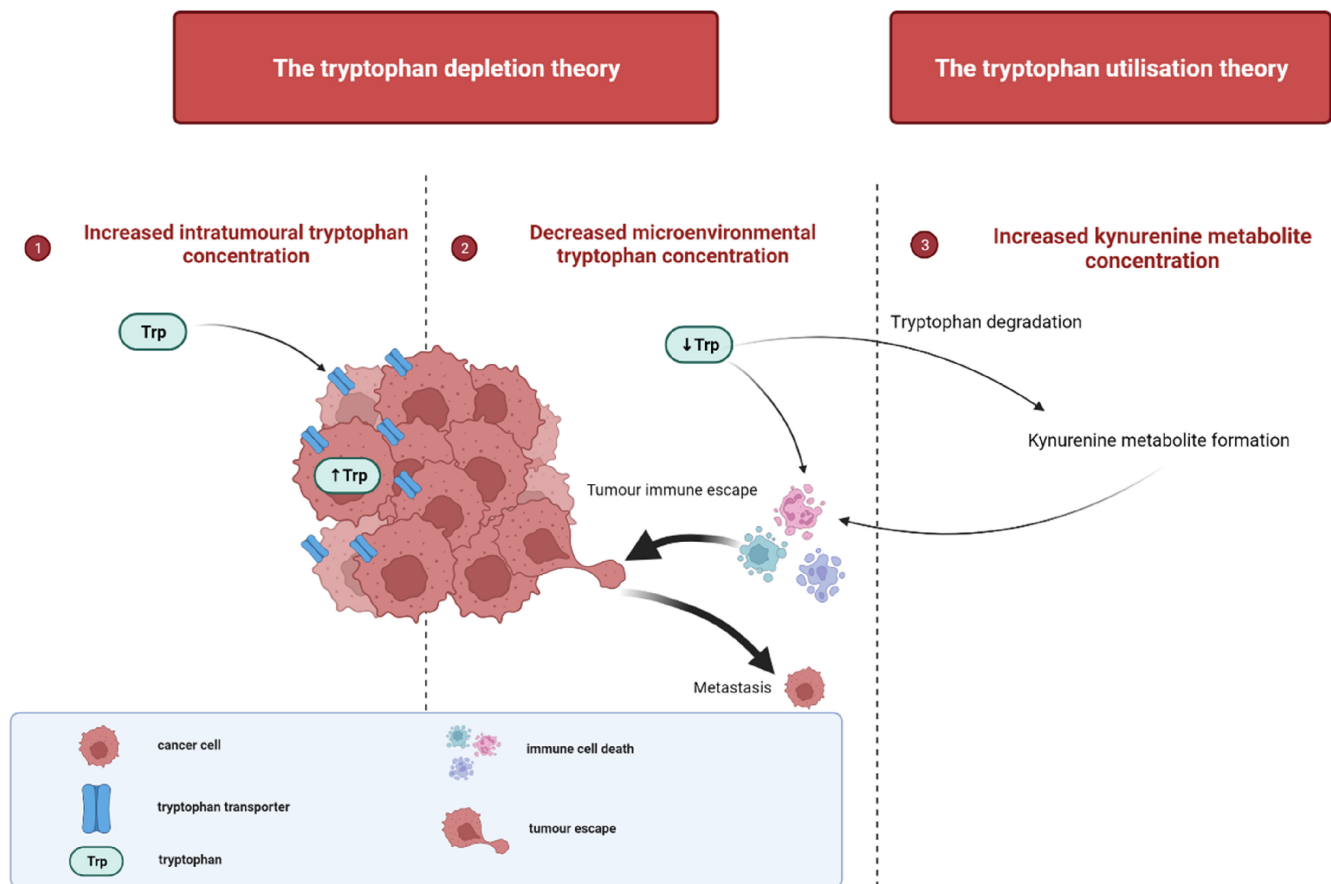 The tryptophan depletion theory
The tryptophan utilisation theory
1
Increased intratumoural tryptophan
concentration
2
Decreased microenvironmental
tryptophan concentration
3
Increased kynurenine metabolite
concentration
Trp
↓Trp
Tryptophan degradation
Kynurenine metabolite formation
↑Trp
Tumour immune escape
Metastasis
cancer cell
immune cell death
tryptophan transporter
tumour escape
Trp
tryptophan